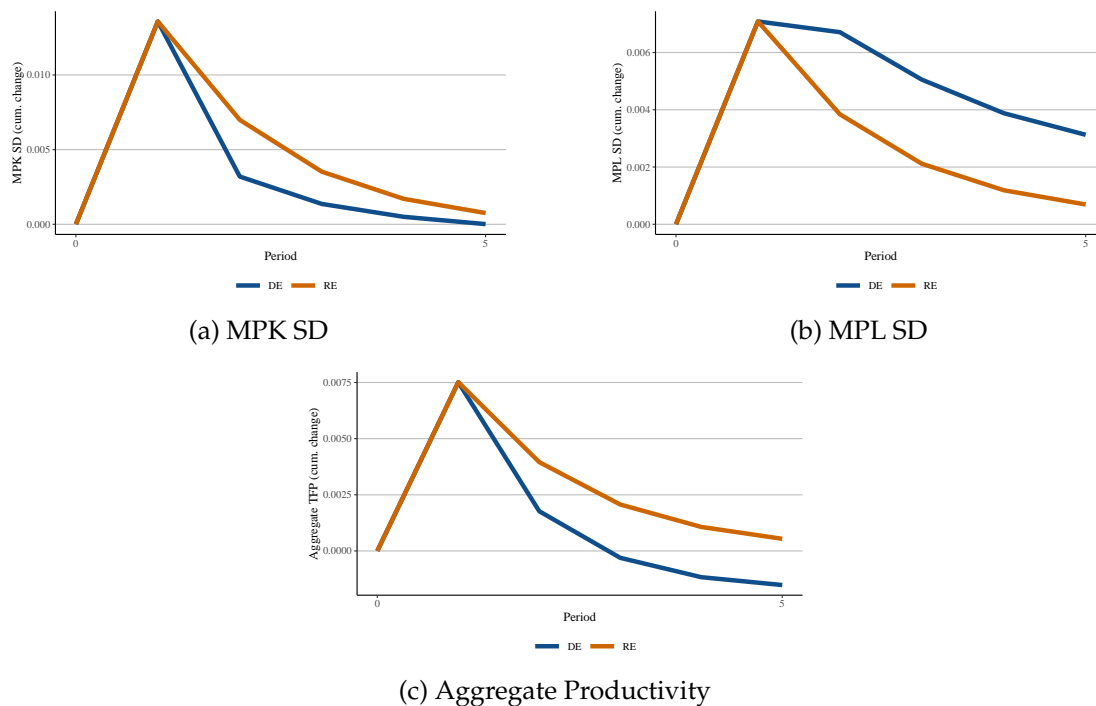 MPK SD (cum. change)
0.010
0.005
0.000
0
5
Period
DE RE
(a) MPK SD
MPL SD (cum. change)
0.006
0.004
0.002
0.000
0
5
Period
DE RE
(b) MPL SD
Aggregate TFP (cum. change)
0.0075
0.0050
0.0025
0.0000
0
5
Period
DE RE
(c) Aggregate Productivity